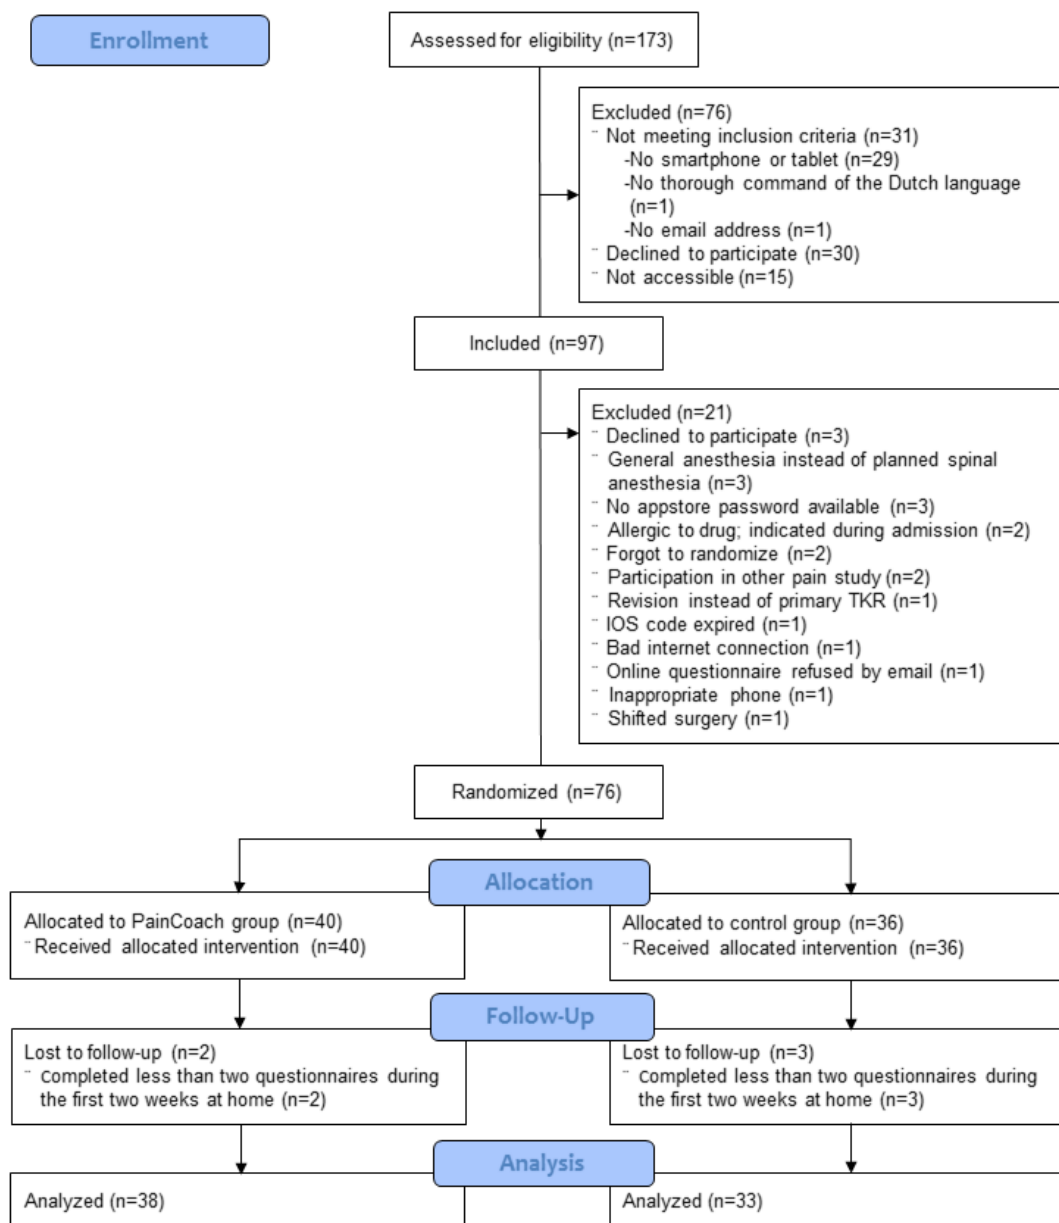 Enrollment
Assessed for eligibility (n=173)
Excluded (n=76)
¨ Not meeting inclusion criteria (n=31)
-No smartphone or tablet (n=29)
-No thorough command of the Dutch language
(n=1)
-No email address (n=1)
¨ Declined to participate (n=30)
¨ Not accessible (n=15)
Included (n=97)
Excluded (n=21)
¨ Declined to participate (n=3)
¨ General anesthesia instead of planned spinal
anesthesia (n=3)
¨ No appstore password available (n=3)
¨ Allergic to drug; indicated during admission (n=2)
¨ Forgot to randomize (n=2)
¨ Participation in other pain study (n=2)
¨ Revision instead of primary TKR (n=1)
¨ IOS code expired (n=1)
¨ Bad internet connection (n=1)
¨ Online questionnaire refused by email (n=1)
¨ Inappropriate phone (n=1)
¨ Shifted surgery (n=1)
Randomized (n=76)
Allocation
Allocated to PainCoach group (n=40)
¨ Received allocated intervention (n=40)
Allocated to control group (n=36)
¨ Received allocated intervention (n=36)
Follow-Up
Lost to follow-up (n=2)
¨ Completed less than two questionnaires during
the first two weeks at home (n=2)
Lost to follow-up (n=3)
¨ Completed less than two questionnaires during
the first two weeks at home (n=3)
Analysis
Analyzed (n=38)
Analyzed (n=33)